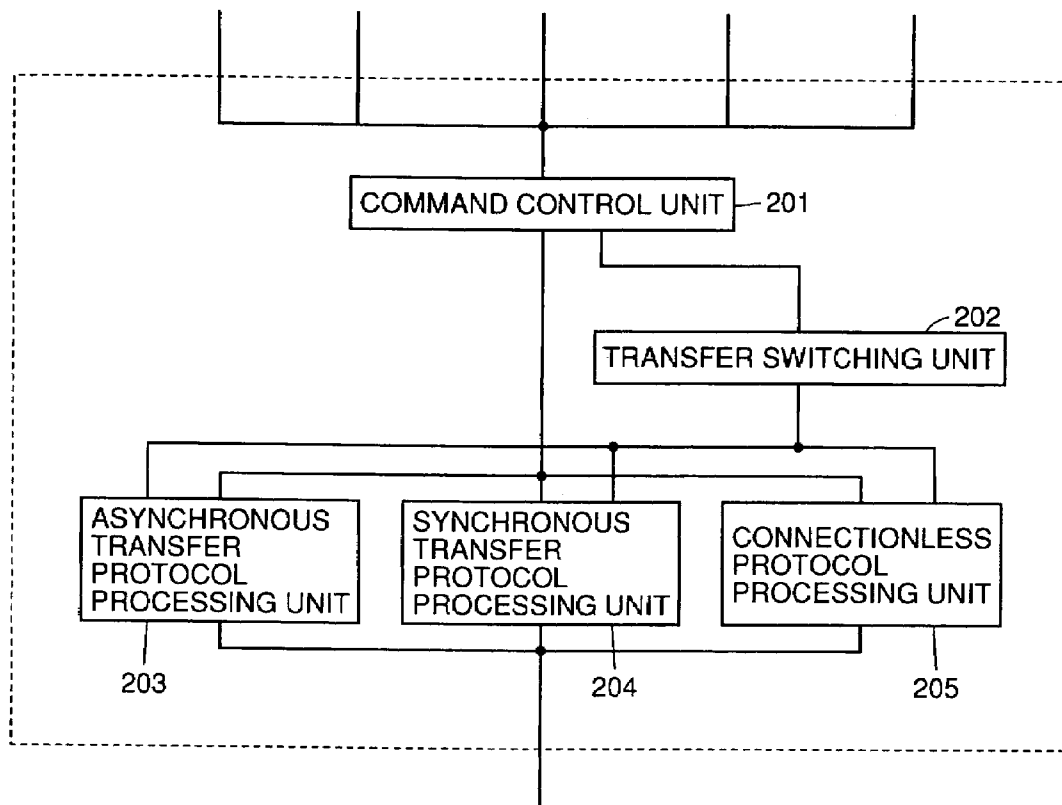 COMMAND CONTROL UNIT
201
202
TRANSFER SWITCHING UNIT
ASYNCHRONOUS
TRANSFER
PROTOCOL
PROCESSING UNIT
SYNCHRONOUS
TRANSFER
PROTOCOL
PROCESSING UNIT
CONNECTIONLESS
PROTOCOL
PROCESSING UNIT
203
204
205